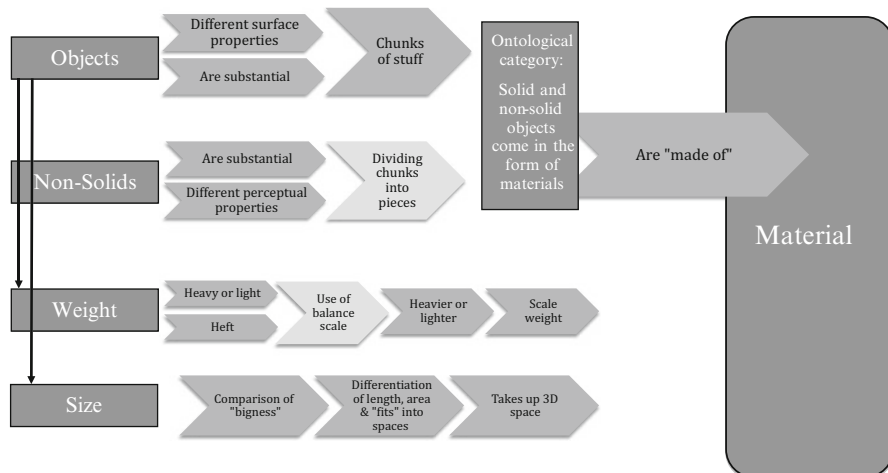 Objects
Different surface
properties
Are substantial
Chunks
of stuff
Non-Solids
Are substantial
Different perceptual
properties
Dividing
chunks
into
pieces
Ontological
category:
Solid and
non-solid
objects
come in the
form of
materials
Are "made of"
Material
Weight
Heavy or light
Heft
Use of
balance
scale
Heavier or
lighter
Scale
weight
Size
Comparison of
"bigness"
Differentiation
of length, area
& "fits" into
spaces
Takes up 3D
space